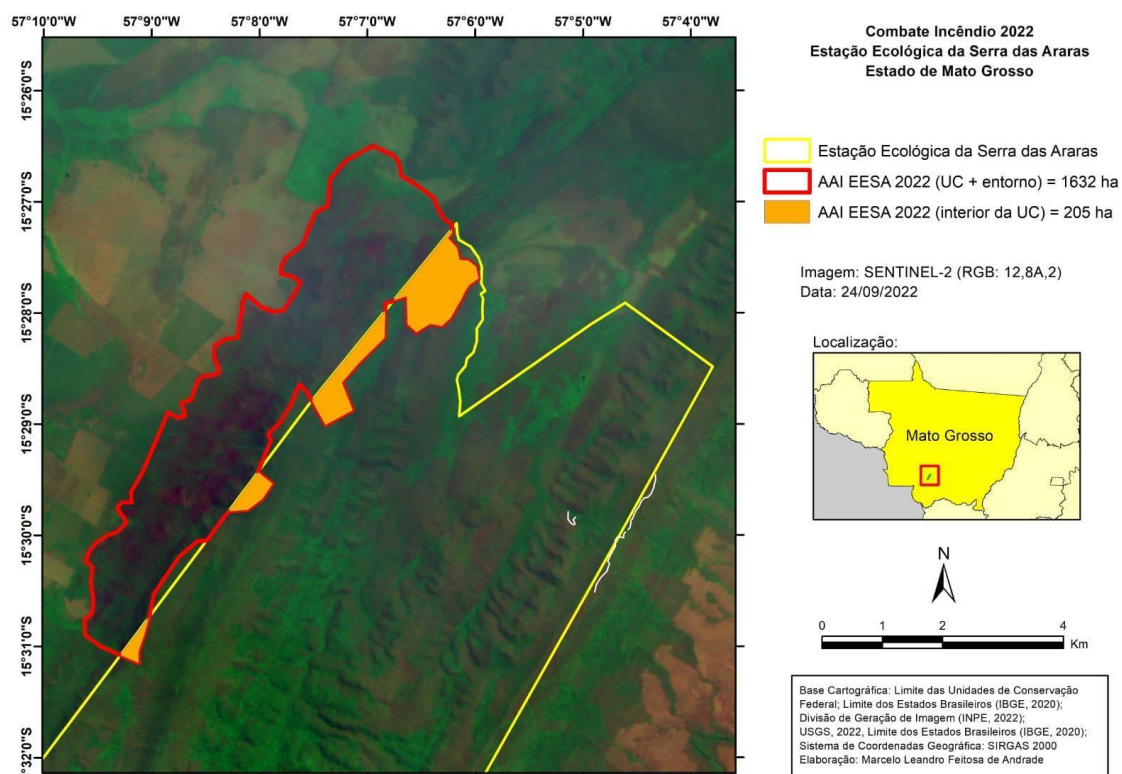 57°10'0"W 57°9'0"W 57°8'0"W 57°7'0"W 57°6'0"W 57°5'0"W 57°4'0"W
15°26'0"S
15°27'0"S
15°28'0"S
15°29'0"S
15°30'0"S
15°31'0"S
°32'0"S
Combate Incêndio 2022
Estação Ecológica da Serra das Araras
Estado de Mato Grosso
Estação Ecológica da Serra das Araras
AAI EESA 2022 (UC + entorno) = 1632 ha
AAI EESA 2022 (interior da UC) = 205 ha
Imagem: SENTINEL-2 (RGB: 12,8A,2)
Data: 24/09/2022
Localização:
Mato Grosso
N
0 1 2 4
Km
Base Cartográfica: Limite das Unidades de Conservação
Federal; Limite dos Estados Brasileiros (IBGE, 2020);
Divisão de Geração de Imagem (INPE, 2022);
USGS, 2022, Limite dos Estados Brasileiros (IBGE, 2020);
Sistema de Coordenadas Geográfica: SIRGAS 2000
Elaboração: Marcelo Leandro Feitosa de Andrade